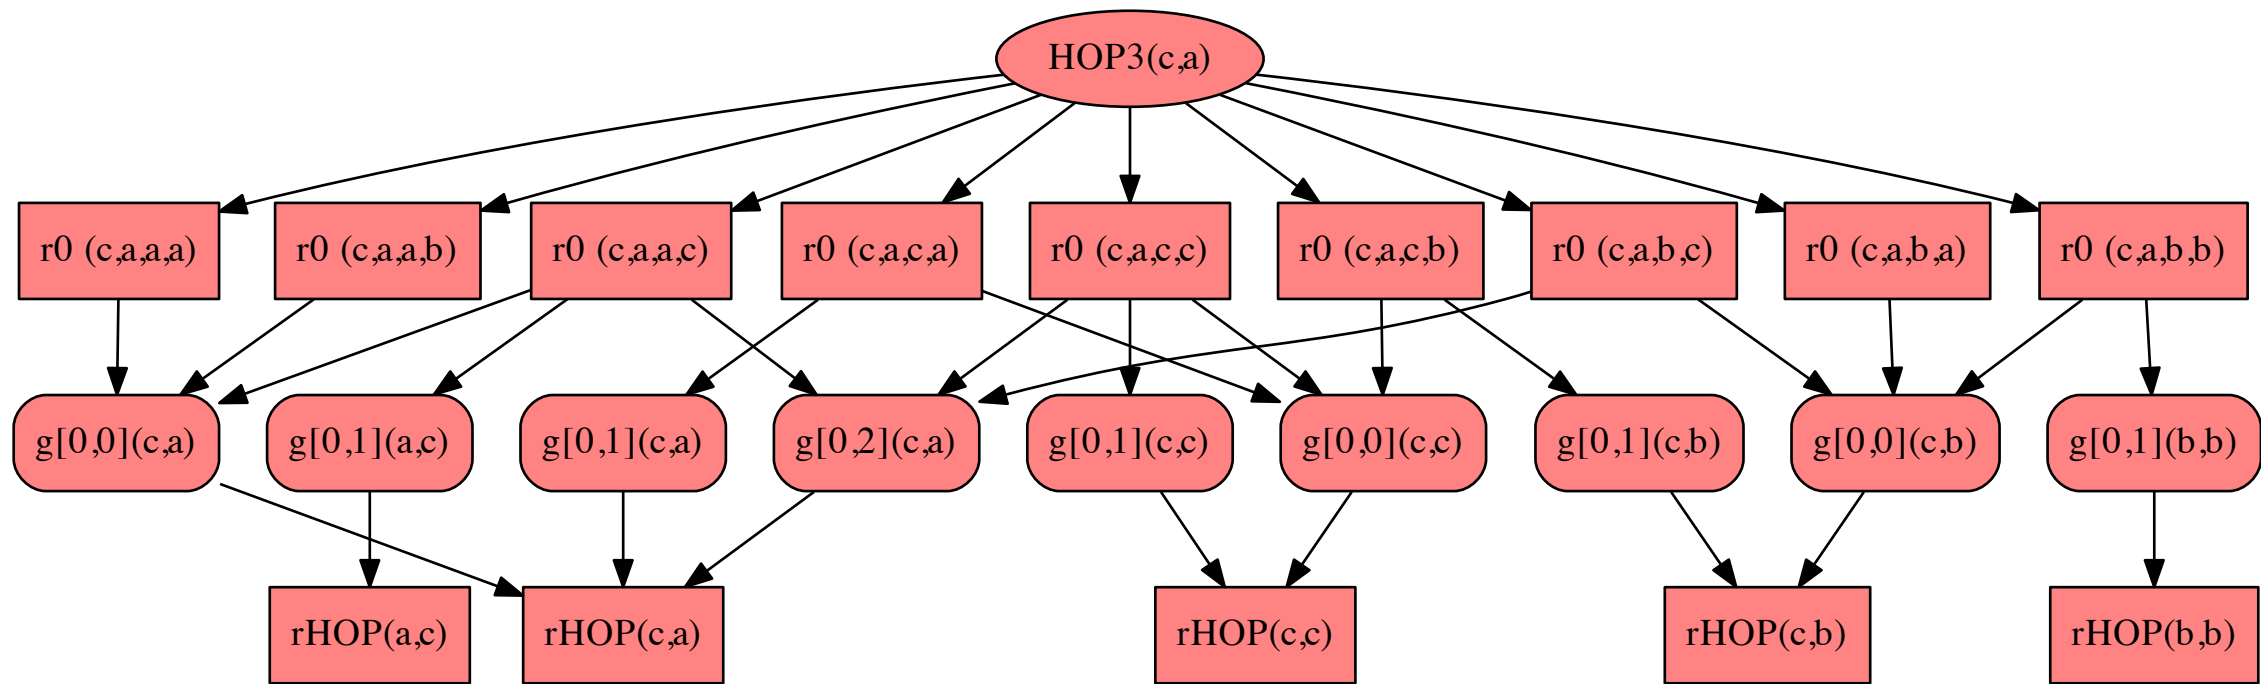 HOP3(c,a)
r0 (c,a,a,a)
r0 (c,a,a,b)
r0 (c,a,a,c)
r0 (c,a,c,a)
r0 (c,a,c,c)
r0 (c,a,c,b)
r0 (c,a,b,c)
r0 (c,a,b,a)
r0 (c,a,b,b)
g[0,0](c,a)
g[0,1](a,c)
g[0,1](c,a)
g[0,2](c,a)
g[0,1](c,c)
g[0,0](c,c)
g[0,1](c,b)
g[0,0](c,b)
g[0,1](b,b)
rHOP(a,c)
rHOP(c,a)
rHOP(c,c)
rHOP(c,b)
rHOP(b,b)